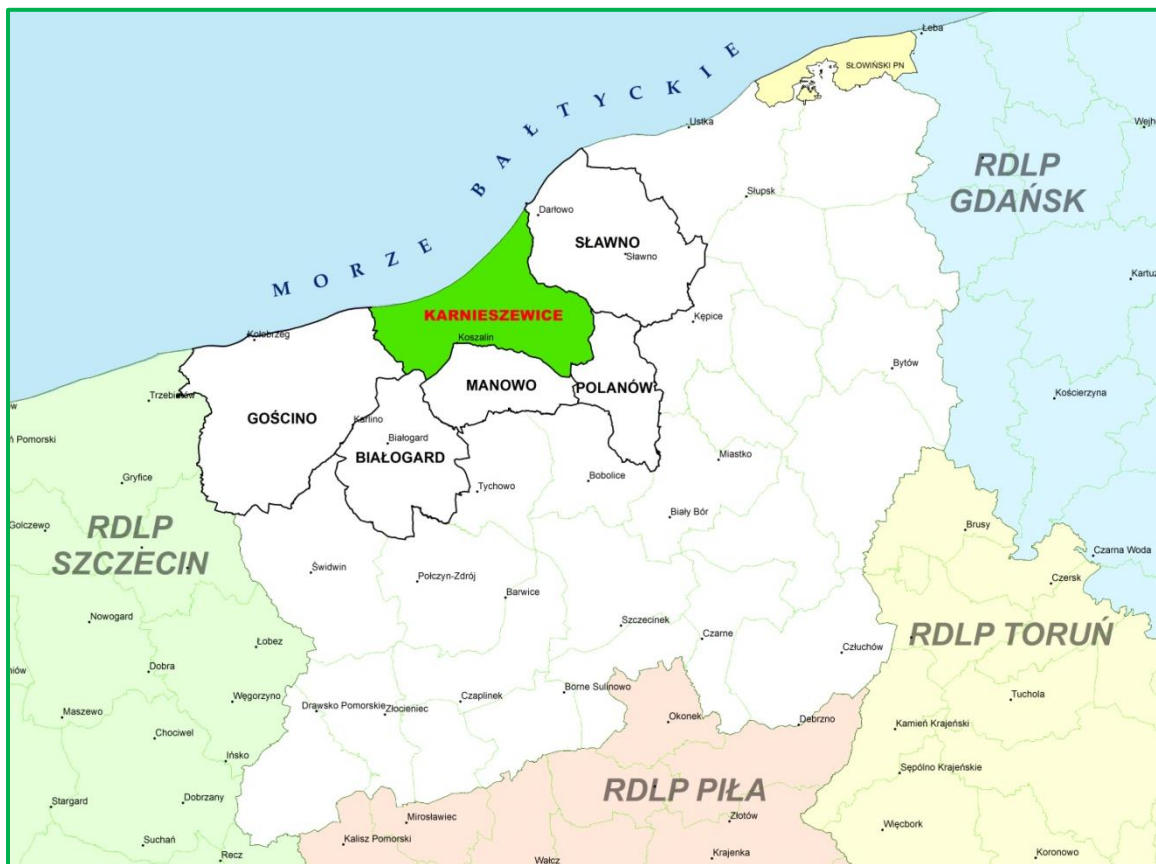 Łeba
SŁOWIŃSKI PN
MORZE BAŁTYCKIE
Ustka
Wejh
RDLP
GDAŃSK
Słupsk
Darłowo
SŁAWNO
Sławno
Kartuz
KARNIESZEWICE
Kępice
Kołobrzeg
Koszalin
Bytów
MANOWO
POLANÓW
Trzebiatów
Kościerzyna
GOŚCINO
Karlino
Białogard
BIAŁOGARD
ń Pomorski
Miastko
Gryfice
Tychowo
Bobolice
Biały Bór
Golczewo
RDLP
SZCZECIN
Brusy
Czarna Woda
Świdwin
Połczyn-Zdrój
Czersk
Barwice
Nowogard
Szczecinek
RDLP TORUŃ
Łobez
Czarne
Człuchów
niów
Dobra
Węgorzyno
Borne Sulinowo
Tuchola
Czaplinek
Drawsko Pomorskie
Złocieniec
Maszewo
Okonek
Debrzno
Kamień Krajeński
Chociwel
Ińsko
Sępólno Krajeńskie
RDLP PIŁA
Stargard
Dobrzany
Mirosławiec
Złotów
Więcbork
Suchań
Kalisz Pomorski
Recz
Wałcz
Krajenka
Koronowo